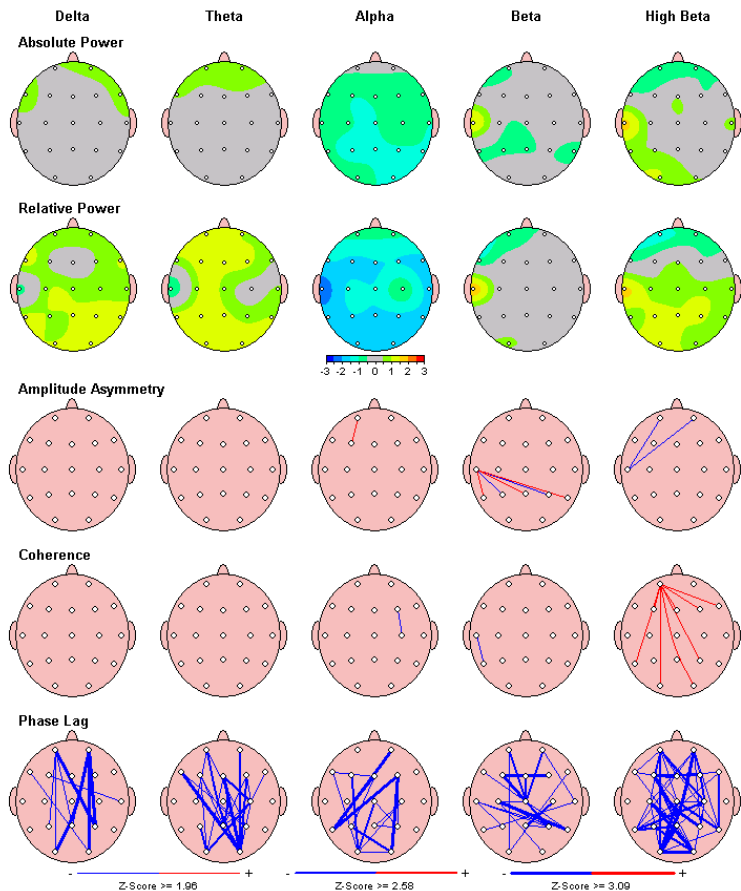 Delta Theta Alpha Beta High Beta
Absolute Power
Relative Power
-3 -2 -1 0 1 2 3
Amplitude Asymmetry
Coherence
Phase Lag
- + - + - +
Z-Score >= 1.96 Z-Score >= 2.58 Z-Score >= 3.09